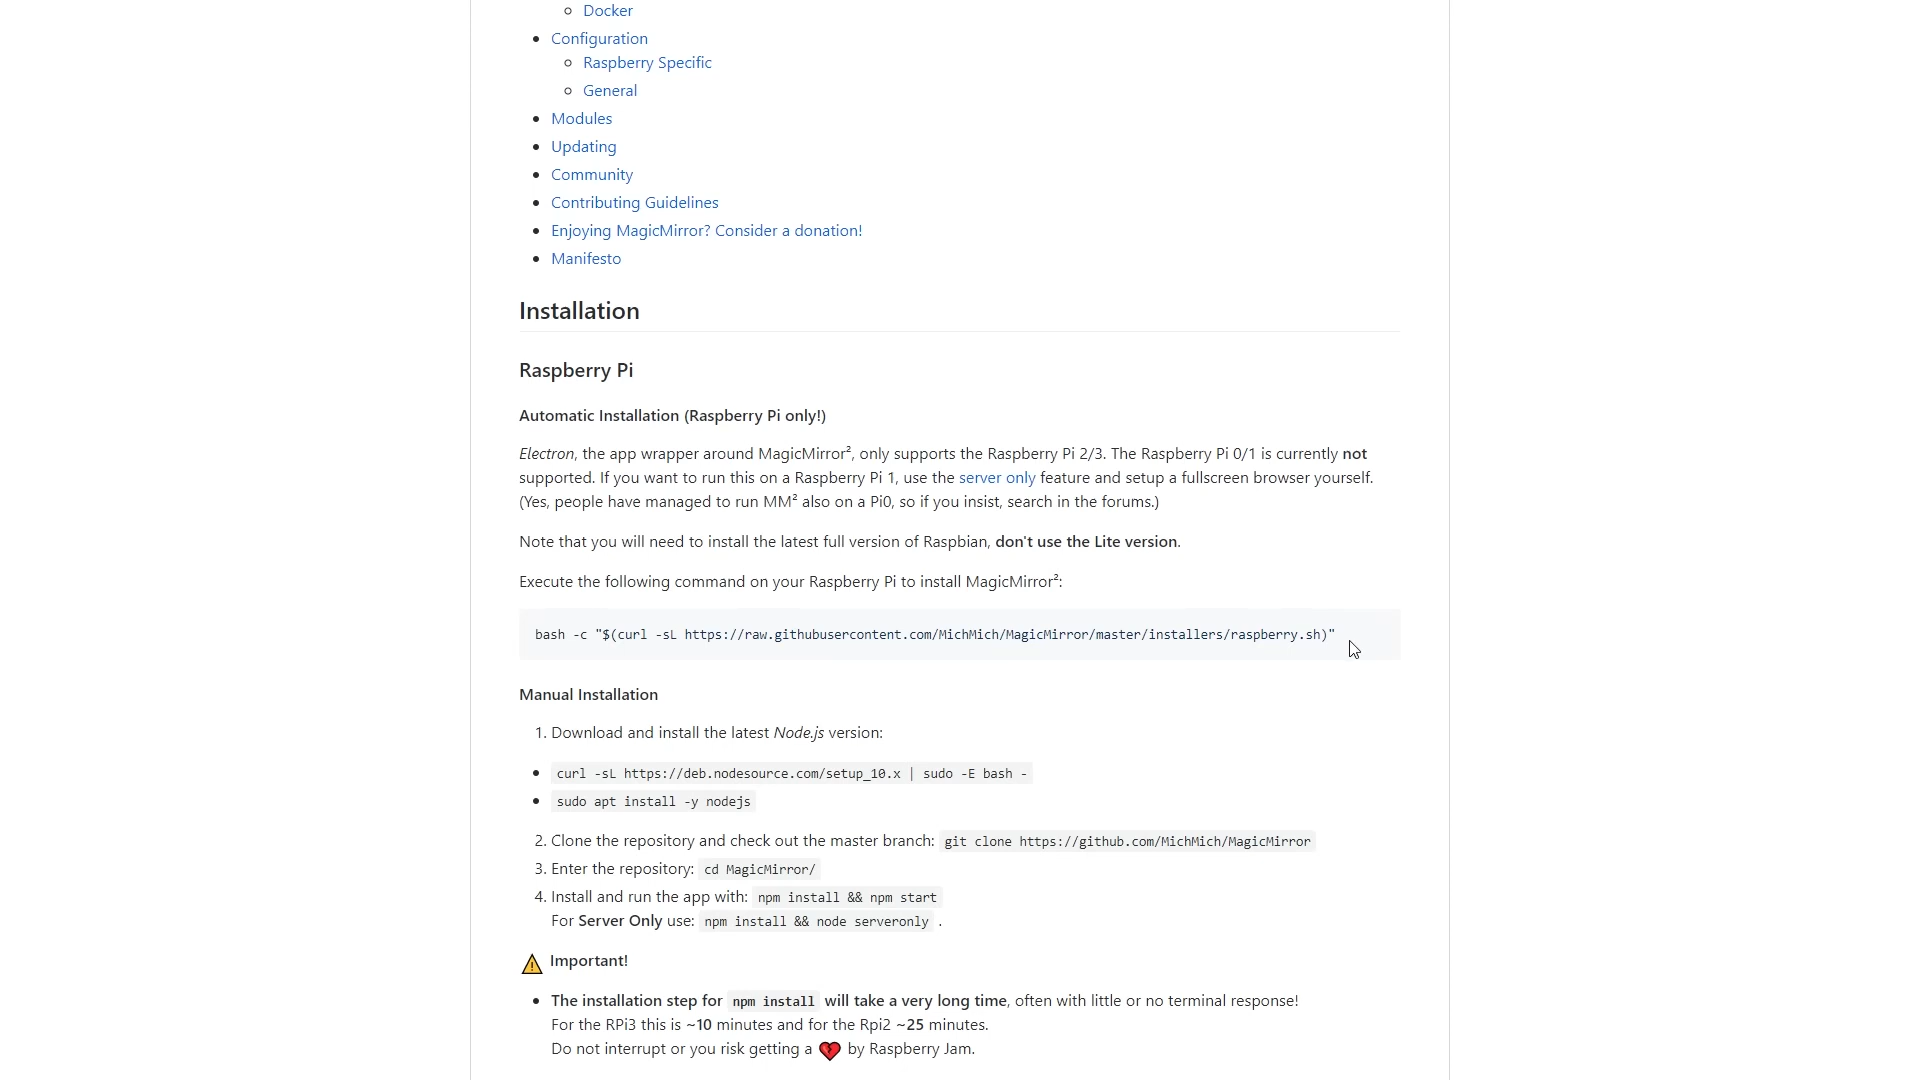 Docker
Configuration
Raspberry Specific
General
Modules
Updating
Community
Contributing Guidelines
Enjoying MagicMirror? Consider a donation!
Manifesto
Installation
Raspberry Pi
Automatic Installation (Raspberry Pi only!)
Electron, the app wrapper around MagicMirror², only supports the Raspberry Pi 2/3. The Raspberry Pi 0/1 is currently not
supported. If you want to run this on a Raspberry Pi 1, use the server only feature and setup a fullscreen browser yourself.
(Yes, people have managed to run MM² also on a Pi0, so if you insist, search in the forums.)
Note that you will need to install the latest full version of Raspbian, don't use the Lite version.
Execute the following command on your Raspberry Pi to install MagicMirror²:
bash -c "$(curl -sL https://raw.githubusercontent.com/MichMich/MagicMirror/master/installers/raspberry.sh)"
Manual Installation
1. Download and install the latest Node.js version:
curl -sL https://deb.nodesource.com/setup_10.x | sudo -E bash -
sudo apt install -y nodejs
2. Clone the repository and check out the master branch: git clone https://github.com/MichMich/MagicMirror
3. Enter the repository: cd MagicMirror/
4. Install and run the app with: npm install && npm start
For Server Only use: npm install && node serveronly .
Important!
The installation step for npm install will take a very long time, often with little or no terminal response!
For the RPi3 this is ~10 minutes and for the Rpi2 ~25 minutes.
Do not interrupt or you risk getting a 💔 by Raspberry Jam.